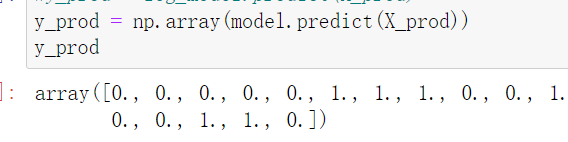 y_prod = np.array(model.predict(X_prod))
y_prod
]: array([0., 0., 0., 0., 0., 1., 1., 1., 0., 0., 1.
0., 0., 1., 1., 0.])